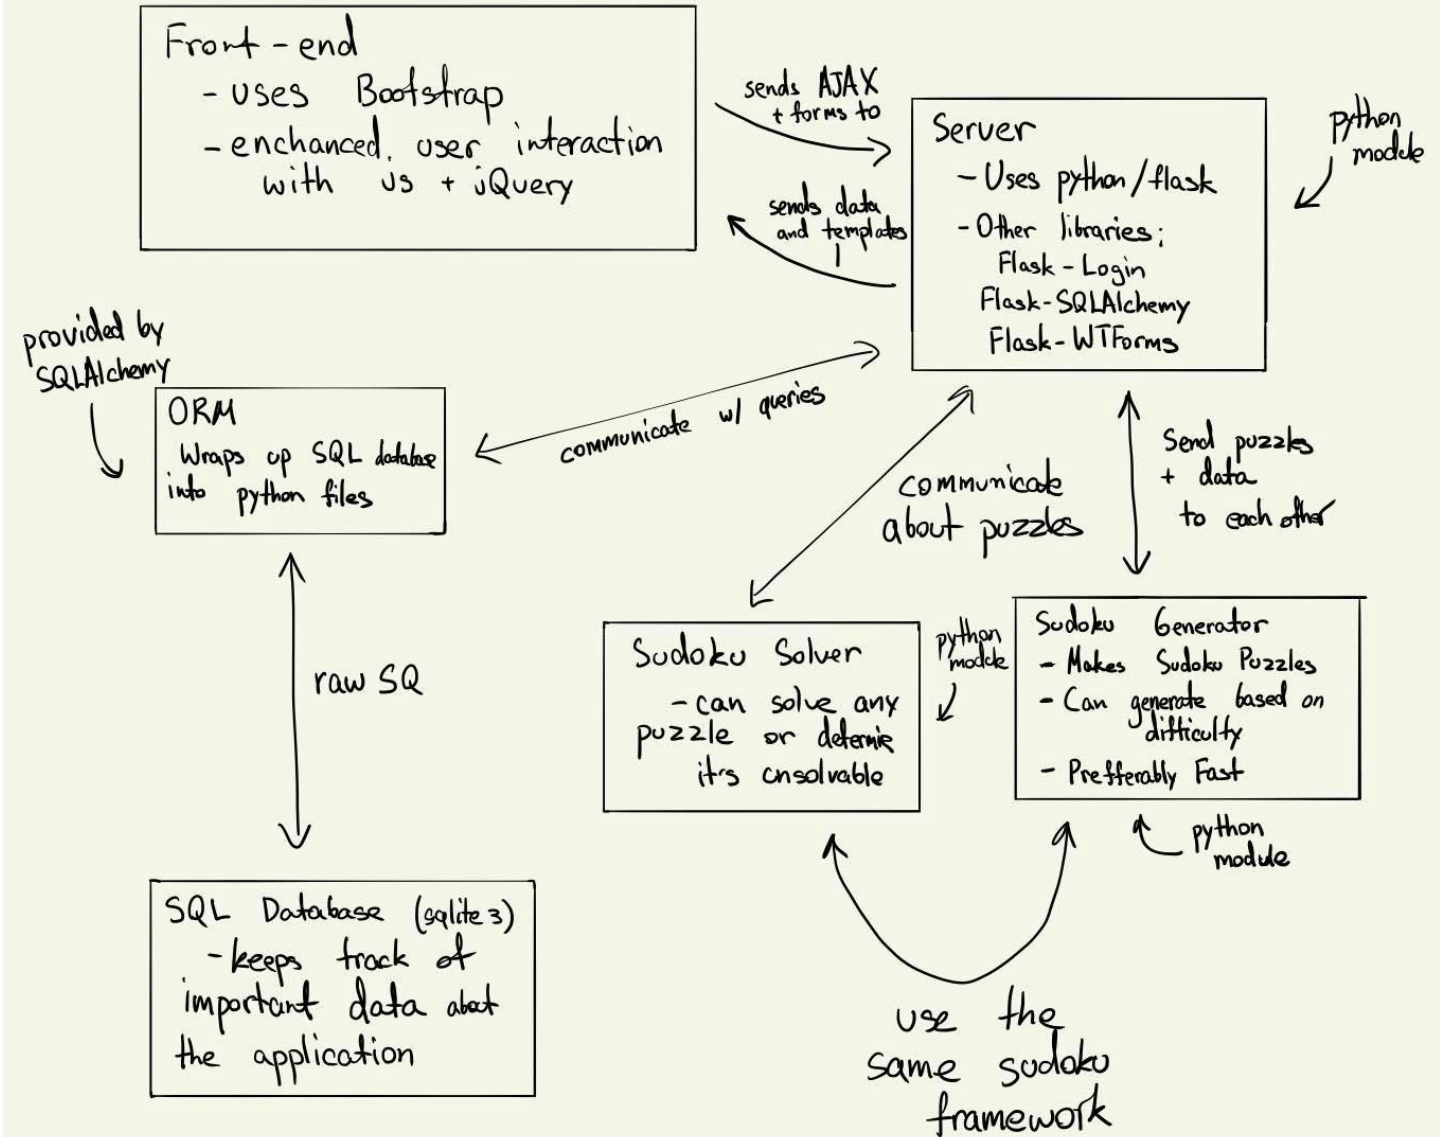 Front-end
- uses Bootstrap
- enchanced. user interaction
with Js + jQuery
sends AJAX
+ forms to
sends data
and templates
Server
- Uses python/flask
- Other libraries;
Flask-Login
Flask-SQLAlchemy
Flask-WTForms
python
module
provided by
SQLAlchemy
ORM
Wraps up SQL database
into python files
communicate w/ queries
communicate
about puzzles
Send puzzles
+ data
to each other
raw SQ
Sudoku Solver
- can solve any
puzzle or determie
it's unsolvable
python
module
Sudoku Generator
- Makes Sudoku Puzzles
- Can generate based on
difficulty
- Prefferably Fast
python
module
SQL Database (sqlite3)
- keeps track of
important data about
the application
use the
same sudoku
framework